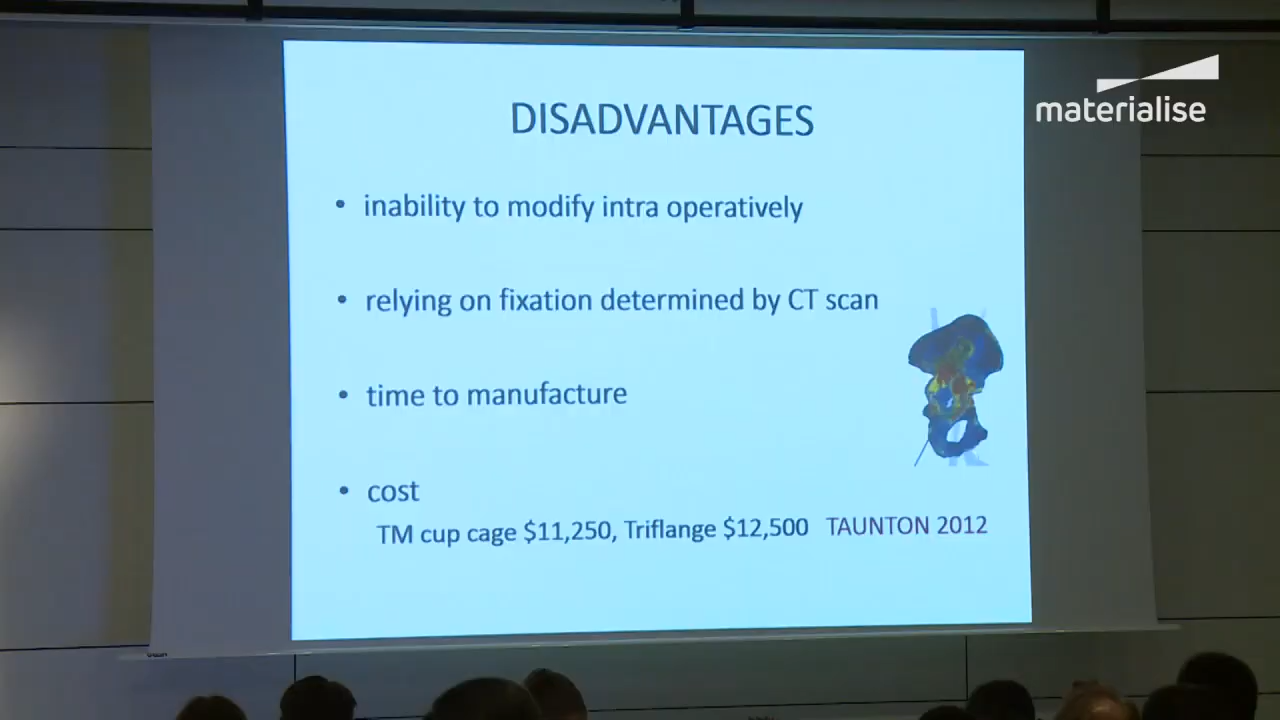 materialise
DISADVANTAGES
• inability to modify intra operatively
• relying on fixation determined by CT scan
• time to manufacture
• cost
TM cup cage $11,250, Triflange $12,500 TAUNTON 2012